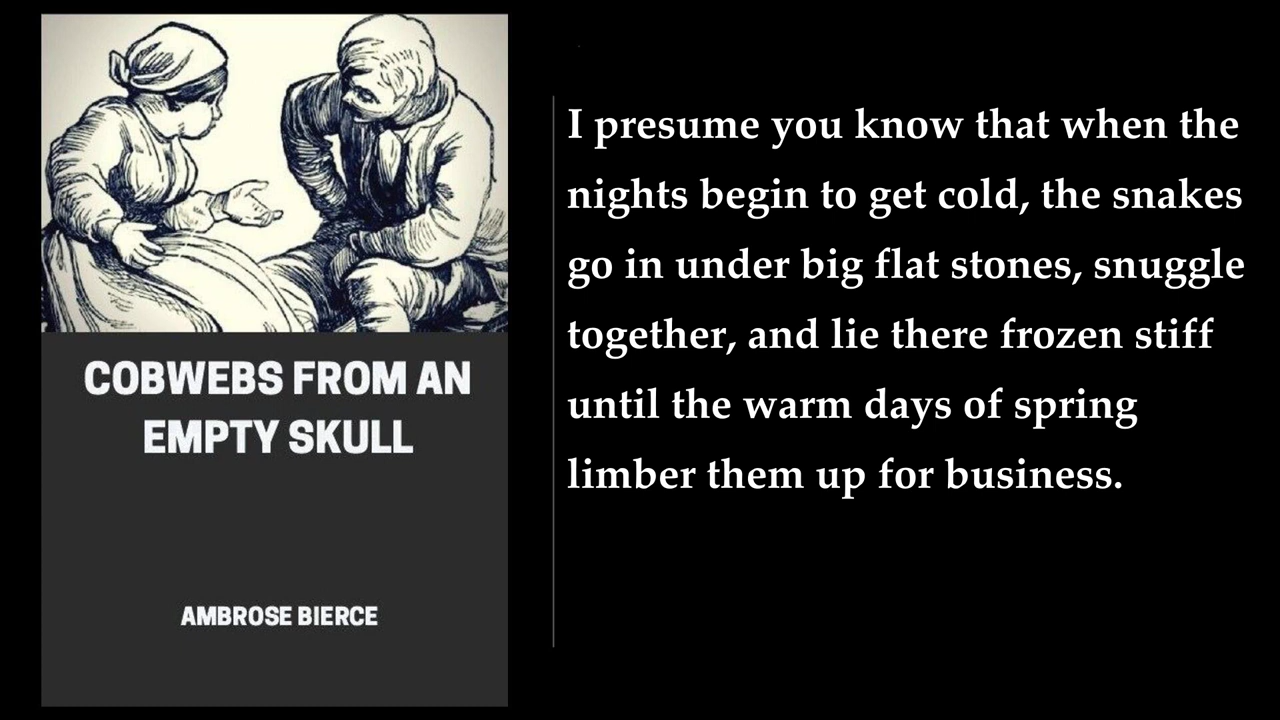 COBWEBS FROM AN
EMPTY SKULL
AMBROSE BIERCE
I presume you know that when the
nights begin to get cold, the snakes
go in under big flat stones, snuggle
together, and lie there frozen stiff
until the warm days of spring
limber them up for business.